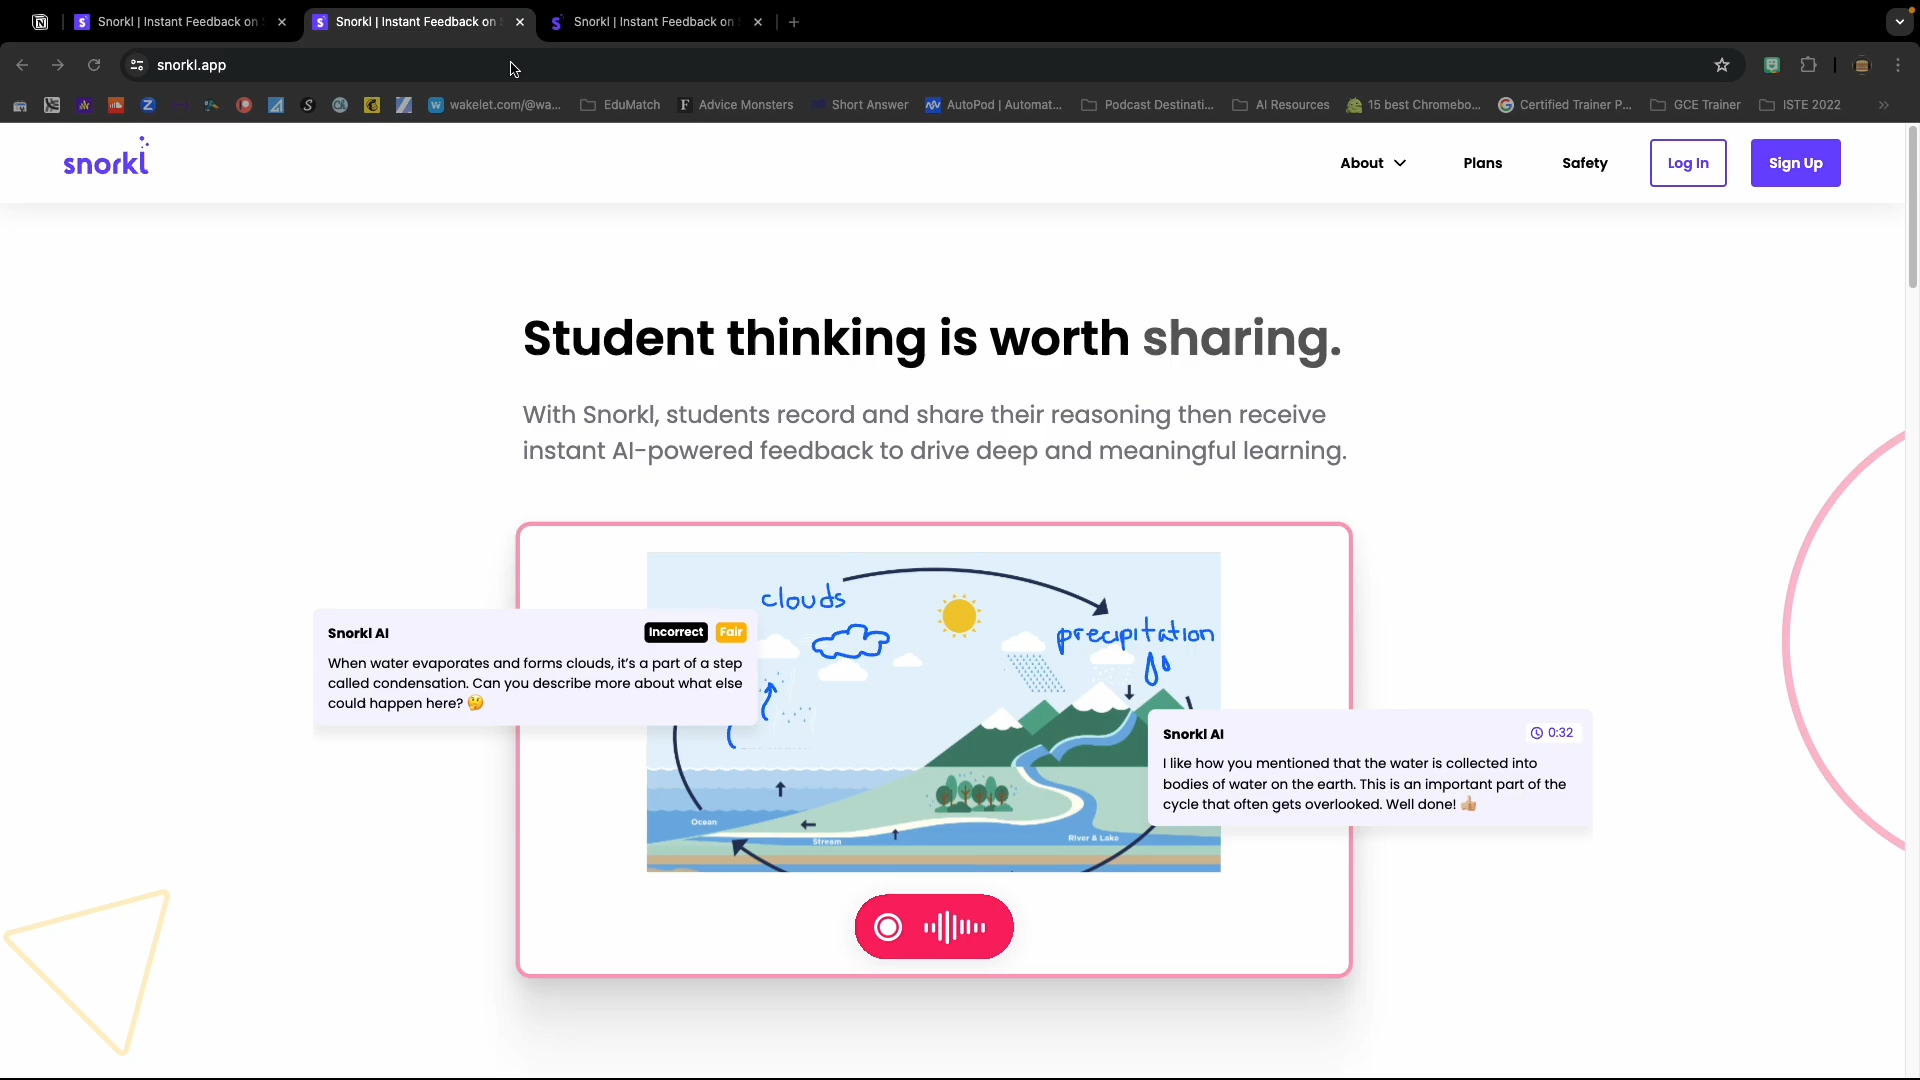 Snorkl | Instant Feedback on
Snorkl | Instant Feedback on
Snorkl | Instant Feedback on
snorkl.app
wakelet.com/@wa...
EduMatch
Advice Monsters
Short Answer
AutoPod | Automat...
Podcast Destinati...
AI Resources
15 best Chromebo...
Certified Trainer P...
GCE Trainer
ISTE 2022
snorkl
About
Plans
Safety
Log In
Sign Up
Student thinking is worth sharing.
With Snorkl, students record and share their reasoning then receive
instant AI-powered feedback to drive deep and meaningful learning.
clouds
precipitation
Snorkl AI
Incorrect
Fair
When water evaporates and forms clouds, it's a part of a step
called condensation. Can you describe more about what else
could happen here? 🤔
Snorkl AI
0:32
I like how you mentioned that the water is collected into
bodies of water on the earth. This is an important part of the
cycle that often gets overlooked. Well done! 👍🏼
Ocean
Stream
River & Lake